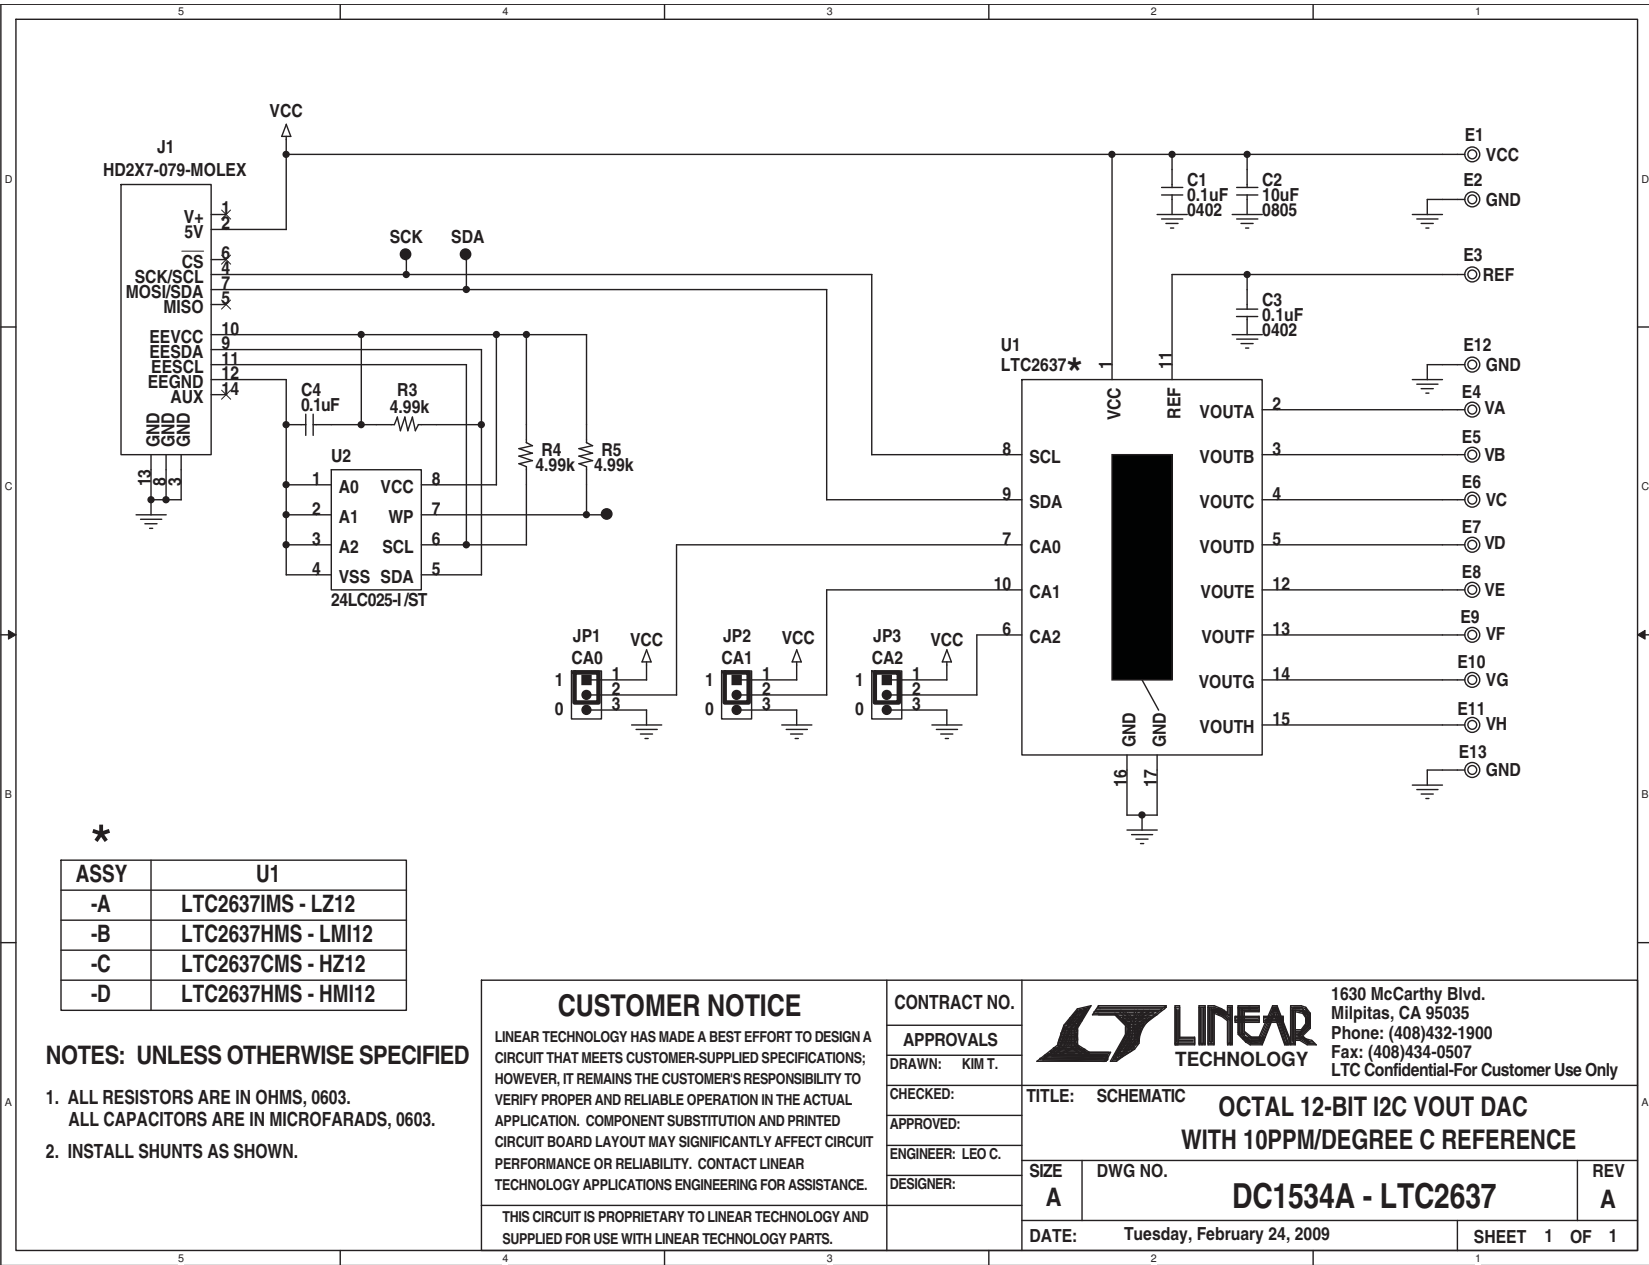 5 4 3 2 1
D
C
B
A
D
C
B
A
VCC
J1
HD2X7-079-MOLEX
V+ 1
5V 2
CS 6
SCK/SCL 4
MOSI/SDA 7
MISO 5
EEVCC 10
EESDA 9
EESCL 11
EEGND 12
AUX 14
GND GND GND
13 8 3
SCK SDA
C4
0.1uF
R3
4.99k
R4
4.99k
R5
4.99k
U2
1 A0 VCC 8
2 A1 WP 7
3 A2 SCL 6
4 VSS SDA 5
24LC025-I /ST
JP1
CA0
VCC
1
0
1
2
3
JP2
CA1
VCC
1
0
1
2
3
JP3
CA2
VCC
1
0
1
2
3
C1
0.1uF
0402
C2
10uF
0805
C3
0.1uF
0402
U1
LTC2637*
1 11
VCC REF
8 SCL
9 SDA
7 CA0
10 CA1
6 CA2
VOUTA 2
VOUTB 3
VOUTC 4
VOUTD 5
VOUTE 12
VOUTF 13
VOUTG 14
VOUTH 15
GND GND
16 17
E1
VCC
E2
GND
E3
REF
E12
GND
E4
VA
E5
VB
E6
VC
E7
VD
E8
VE
E9
VF
E10
VG
E11
VH
E13
GND
*
ASSY U1
-A LTC2637IMS - LZ12
-B LTC2637HMS - LMI12
-C LTC2637CMS - HZ12
-D LTC2637HMS - HMI12
NOTES: UNLESS OTHERWISE SPECIFIED
1. ALL RESISTORS ARE IN OHMS, 0603.
ALL CAPACITORS ARE IN MICROFARADS, 0603.
2. INSTALL SHUNTS AS SHOWN.
CUSTOMER NOTICE
LINEAR TECHNOLOGY HAS MADE A BEST EFFORT TO DESIGN A
CIRCUIT THAT MEETS CUSTOMER-SUPPLIED SPECIFICATIONS;
HOWEVER, IT REMAINS THE CUSTOMER'S RESPONSIBILITY TO
VERIFY PROPER AND RELIABLE OPERATION IN THE ACTUAL
APPLICATION. COMPONENT SUBSTITUTION AND PRINTED
CIRCUIT BOARD LAYOUT MAY SIGNIFICANTLY AFFECT CIRCUIT
PERFORMANCE OR RELIABILITY. CONTACT LINEAR
TECHNOLOGY APPLICATIONS ENGINEERING FOR ASSISTANCE.
THIS CIRCUIT IS PROPRIETARY TO LINEAR TECHNOLOGY AND
SUPPLIED FOR USE WITH LINEAR TECHNOLOGY PARTS.
CONTRACT NO.
APPROVALS
DRAWN: KIM T.
CHECKED:
APPROVED:
ENGINEER: LEO C.
DESIGNER:
LINEAR
TECHNOLOGY
1630 McCarthy Blvd.
Milpitas, CA 95035
Phone: (408)432-1900
Fax: (408)434-0507
LTC Confidential-For Customer Use Only
TITLE: SCHEMATIC
OCTAL 12-BIT I2C VOUT DAC
WITH 10PPM/DEGREE C REFERENCE
SIZE
A
DWG NO.
DC1534A - LTC2637
REV
A
DATE: Tuesday, February 24, 2009
SHEET 1 OF 1
5 4 3 2 1